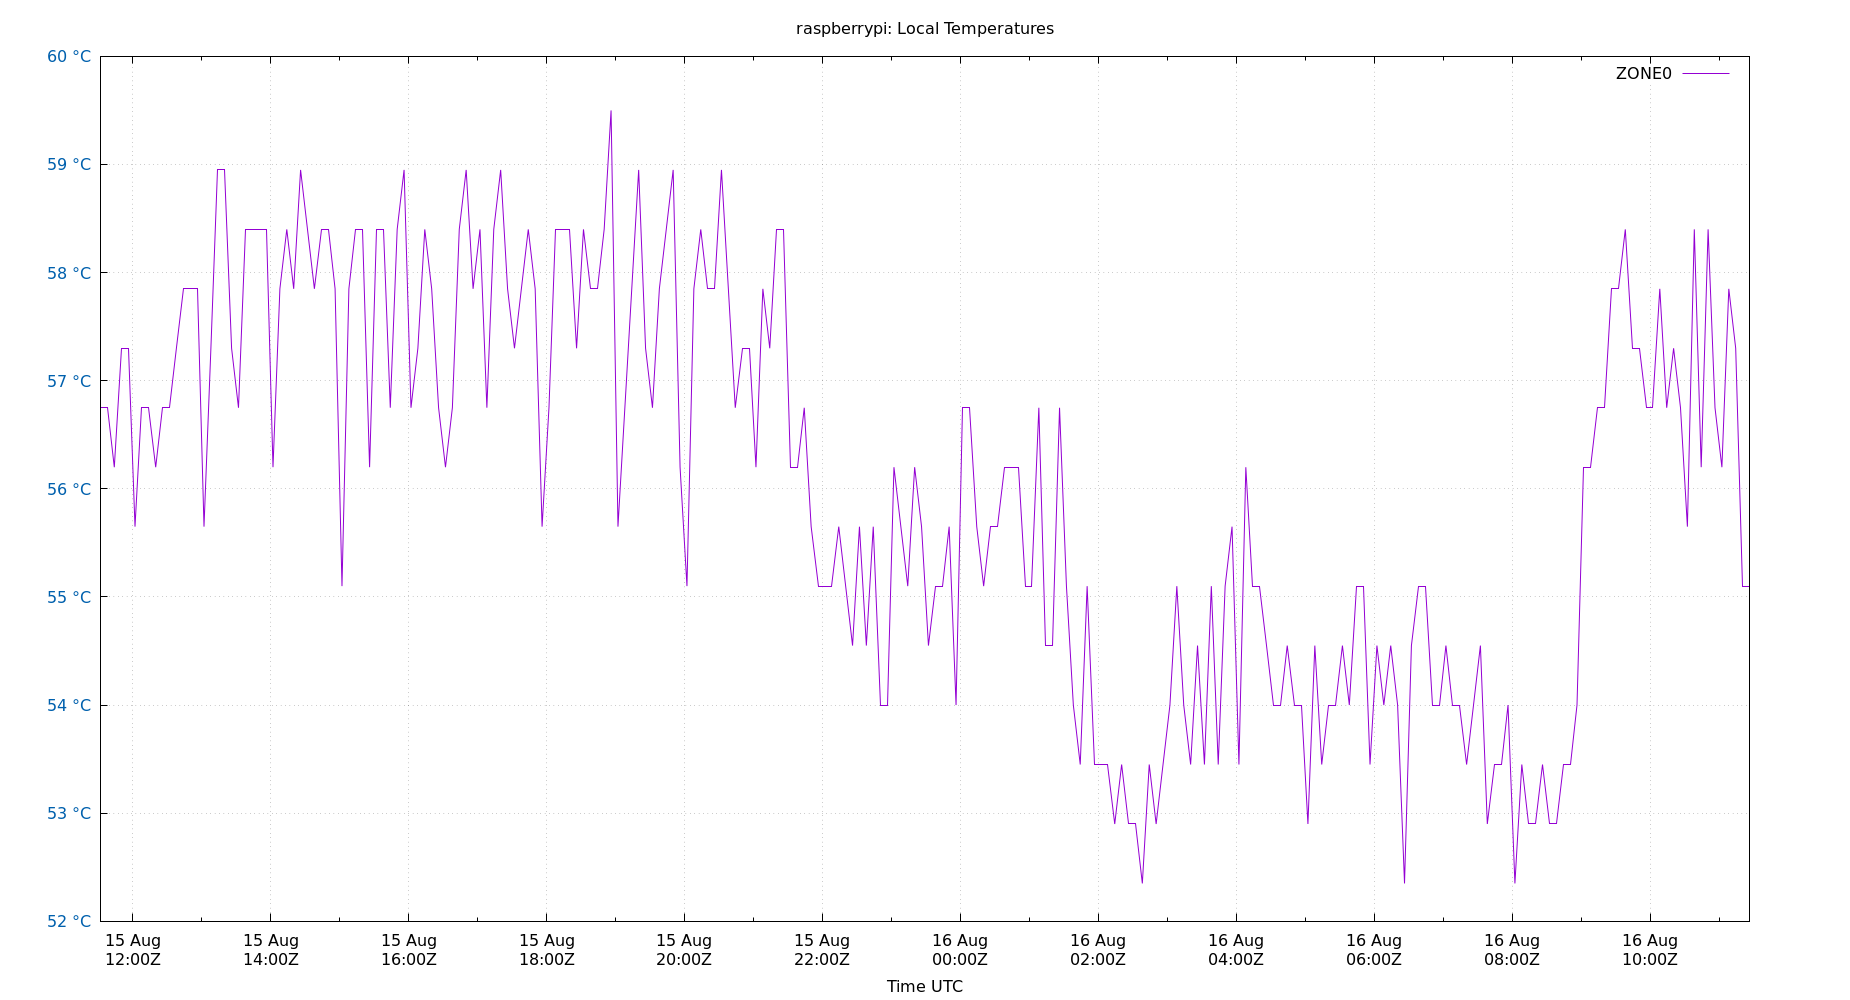 raspberrypi: Local Temperatures
60 °C
ZONE0
59 °C
58 °C
57 °C
56 °C
55 °C
54 °C
53 °C
52 °C
15 Aug 15 Aug 15 Aug 15 Aug 15 Aug 15 Aug 16 Aug 16 Aug 16 Aug 16 Aug 16 Aug 16 Aug
12:00Z 14:00Z 16:00Z 18:00Z 20:00Z 22:00Z 00:00Z 02:00Z 04:00Z 06:00Z 08:00Z 10:00Z
Time UTC